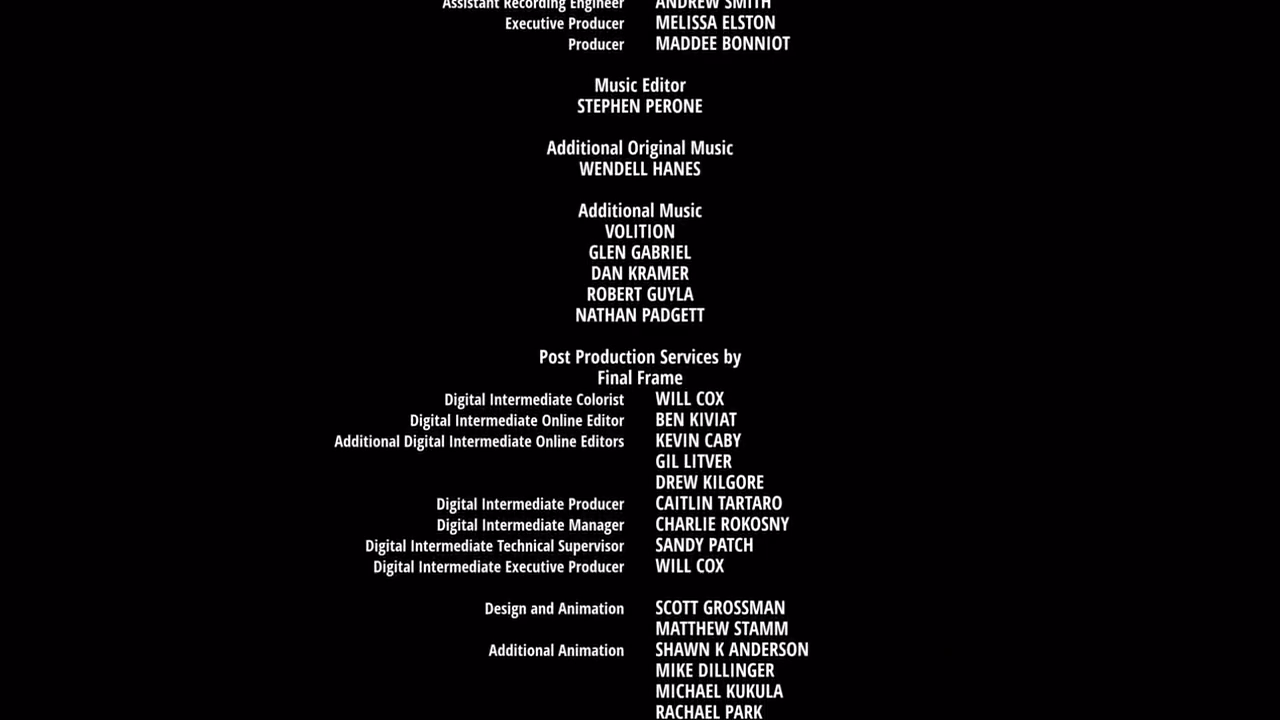 Assistant Recording Engineer ANDREW SMITH
Executive Producer MELISSA ELSTON
Producer MADDEE BONNIOT
Music Editor
STEPHEN PERONE
Additional Original Music
WENDELL HANES
Additional Music
VOLITION
GLEN GABRIEL
DAN KRAMER
ROBERT GUYLA
NATHAN PADGETT
Post Production Services by
Final Frame
Digital Intermediate Colorist WILL COX
Digital Intermediate Online Editor BEN KIVIAT
Additional Digital Intermediate Online Editors KEVIN CABY
GIL LITVER
DREW KILGORE
Digital Intermediate Producer CAITLIN TARTARO
Digital Intermediate Manager CHARLIE ROKOSNY
Digital Intermediate Technical Supervisor SANDY PATCH
Digital Intermediate Executive Producer WILL COX
Design and Animation SCOTT GROSSMAN
MATTHEW STAMM
Additional Animation SHAWN K ANDERSON
MIKE DILLINGER
MICHAEL KUKULA
RACHAEL PARK